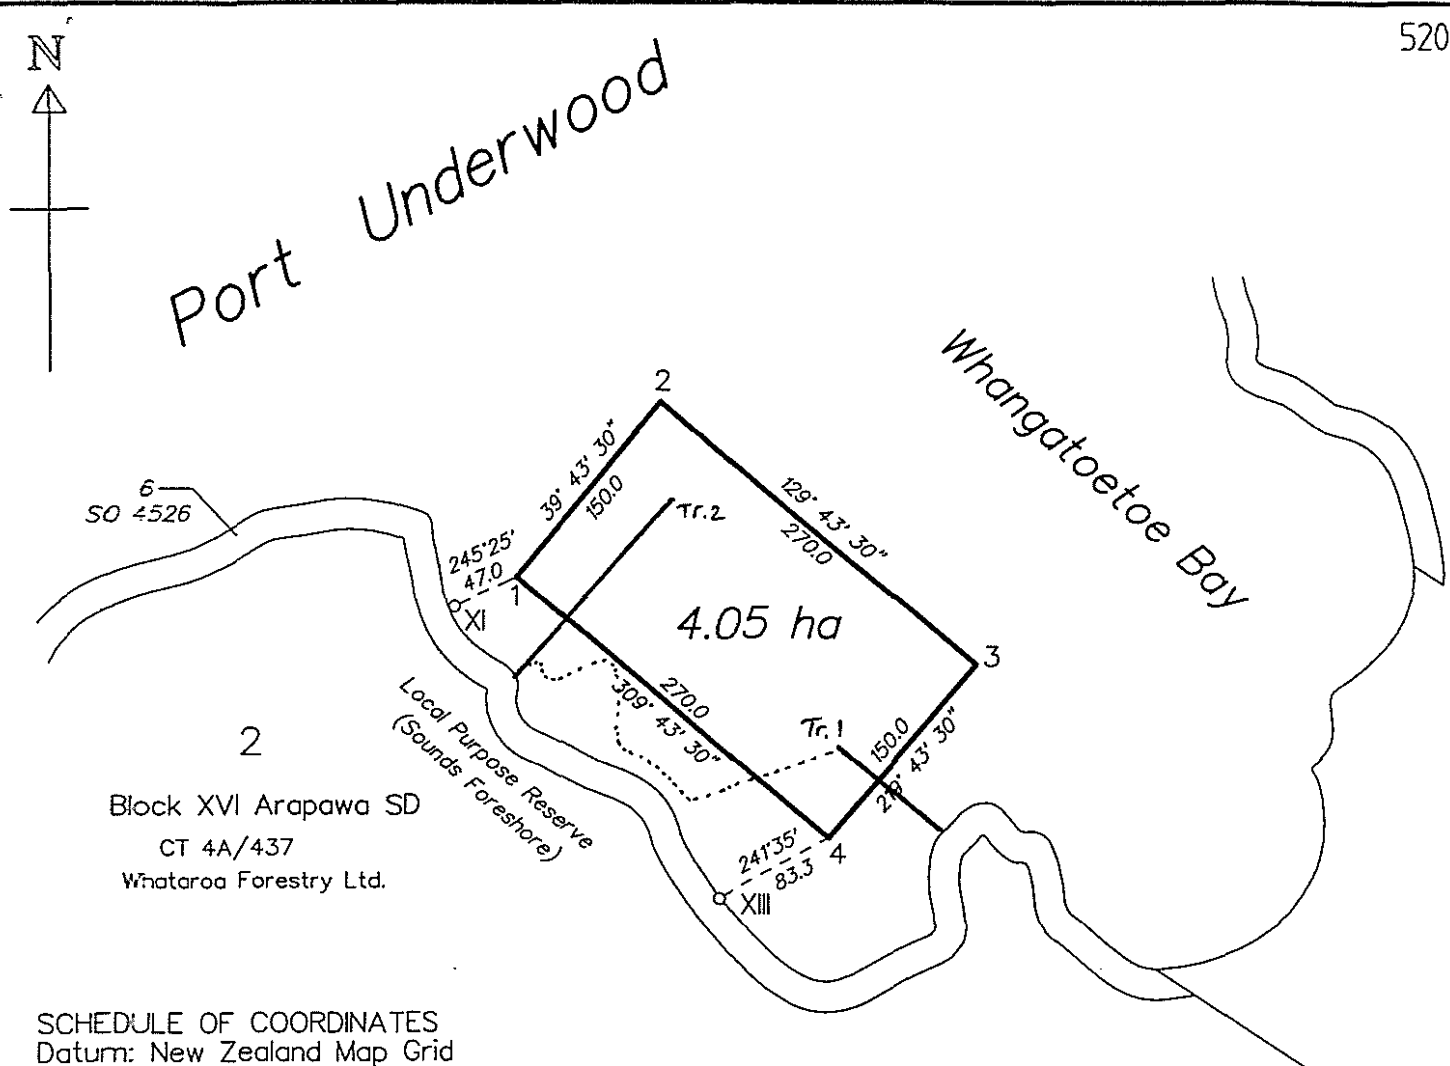 N
520
Port Underwood
Whangatoetoe Bay
2
39° 43' 30"
150.0
129° 43' 30"
270.0
6
SO 4526
Tr.2
245°25'
47.0
1
XI
4.05 ha
3
270.0
309° 43' 30"
Tr.1
150.0
219° 43' 30"
Local Purpose Reserve
(Sounds Foreshore)
2
Block XVI Arapawa SD
CT 4A/437
Whataroa Forestry Ltd.
4
241°35'
83.3
XIII
SCHEDULE OF COORDINATES
Datum: New Zealand Map Grid